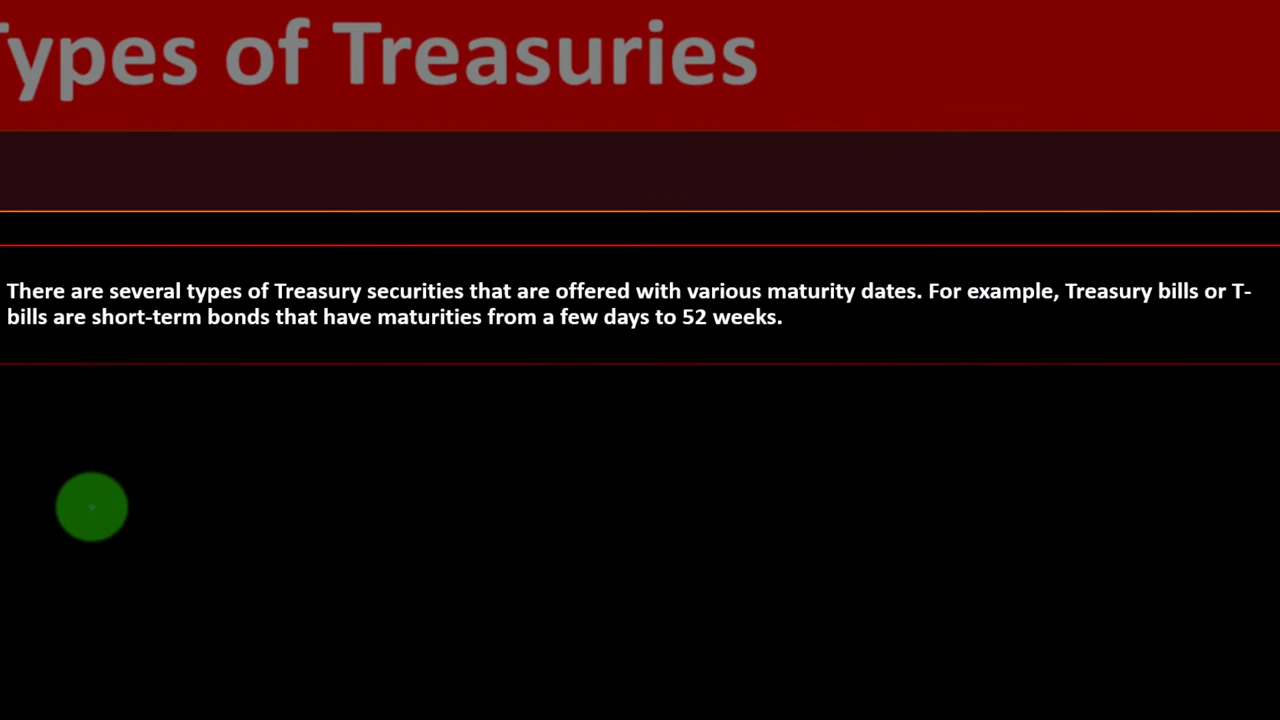 Types of Treasuries
There are several types of Treasury securities that are offered with various maturity dates. For example, Treasury bills or T-
bills are short-term bonds that have maturities from a few days to 52 weeks.